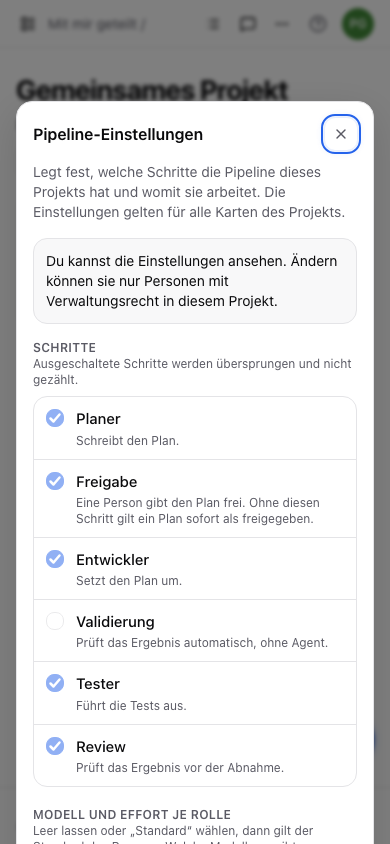 Mit mir geteilt /
PG
Gemeinsames Projekt
Pipeline-Einstellungen
Legt fest, welche Schritte die Pipeline dieses
Projekts hat und womit sie arbeitet. Die
Einstellungen gelten für alle Karten des Projekts.
Du kannst die Einstellungen ansehen. Ändern
können sie nur Personen mit
Verwaltungsrecht in diesem Projekt.
SCHRITTE
Ausgeschaltete Schritte werden übersprungen und nicht
gezählt.
Planer
Schreibt den Plan.
Freigabe
Eine Person gibt den Plan frei. Ohne diesen
Schritt gilt ein Plan sofort als freigegeben.
Entwickler
Setzt den Plan um.
Validierung
Prüft das Ergebnis automatisch, ohne Agent.
Tester
Führt die Tests aus.
Review
Prüft das Ergebnis vor der Abnahme.
MODELL UND EFFORT JE ROLLE
Leer lassen oder „Standard“ wählen, dann gilt der